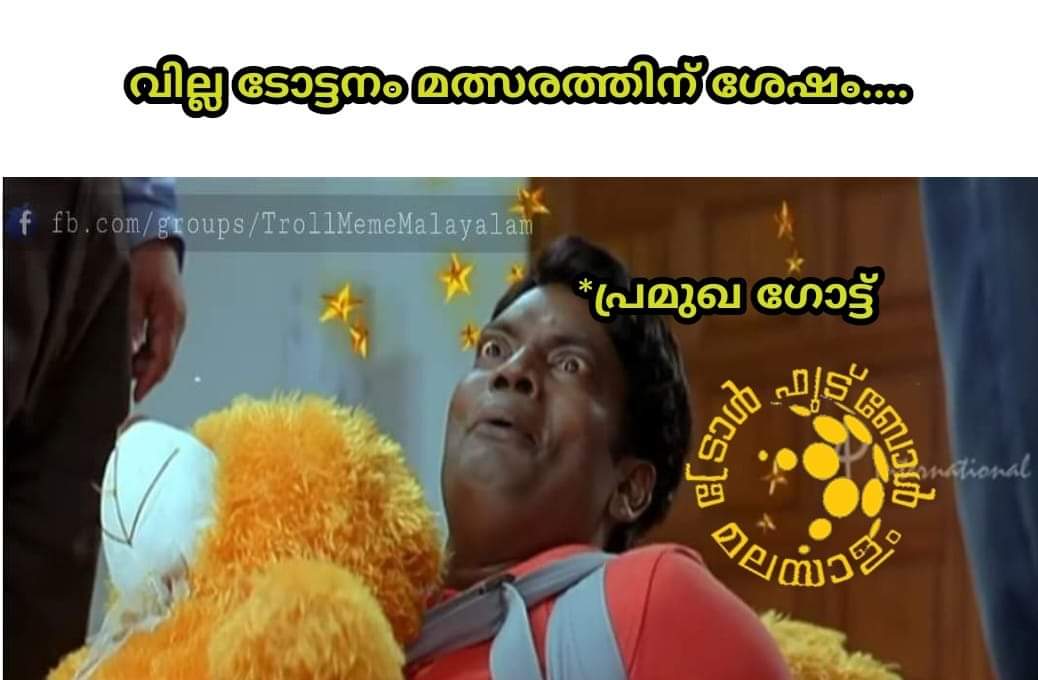 വില്ല ടോട്ടനം മത്സരത്തിന് ശേഷം....
fb.com/groups/TrollMemeMalayalam
*പ്രമുഖ ഗോട്ട്
ട്രോൾ ഫുട്ബോൾ
മലയാളം